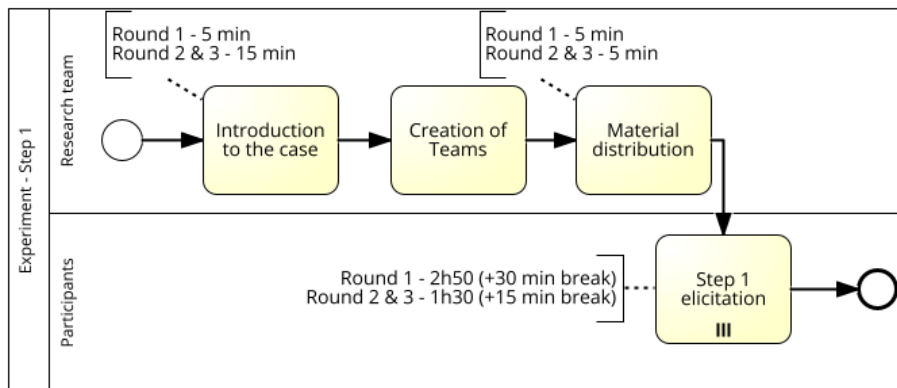 Experiment - Step 1
Research team
Round 1 - 5 min
Round 2 & 3 - 15 min
Round 1 - 5 min
Round 2 & 3 - 5 min
Introduction
to the case
Creation of
Teams
Material
distribution
Participants
Round 1 - 2h50 (+30 min break)
Round 2 & 3 - 1h30 (+15 min break)
Step 1
elicitation